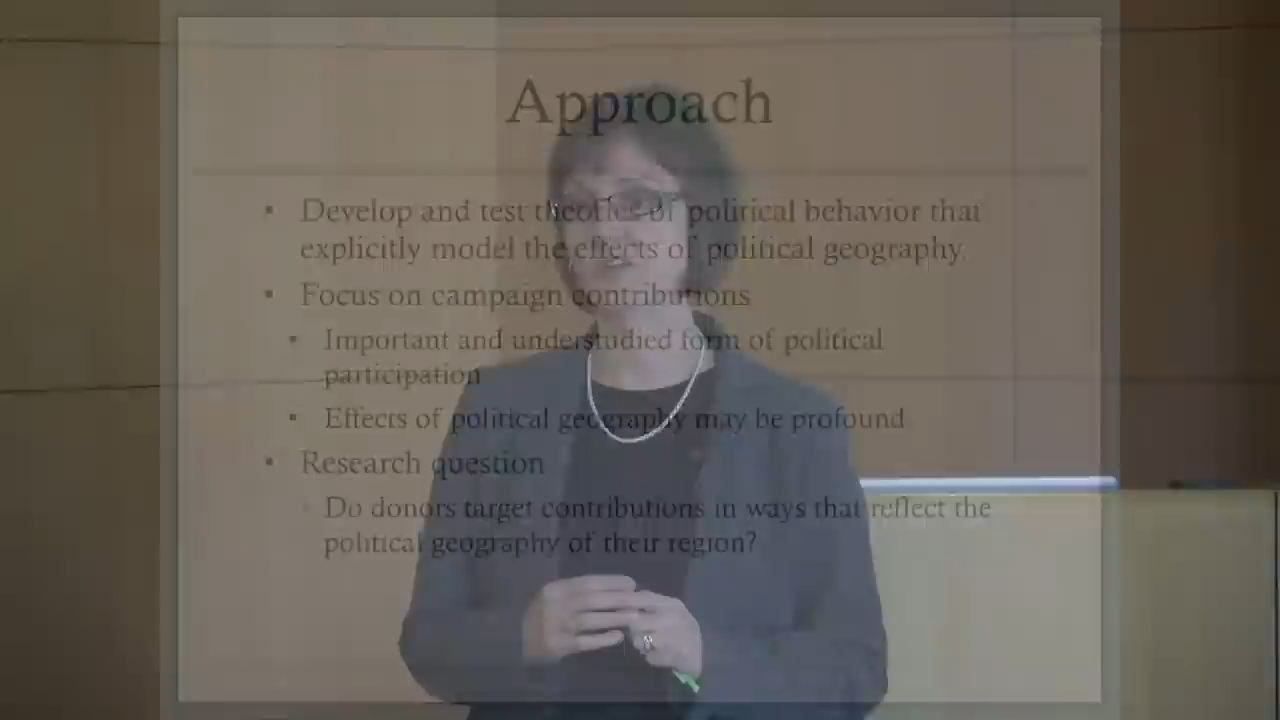 Approach
• Develop and test theories of political behavior that
explicitly model the effects of political geography
• Focus on campaign contributions
• Important and understudied form of political
participation
• Effects of political geography may be profound
• Research question
• Do donors target contributions in ways that reflect the
political geography of their region?